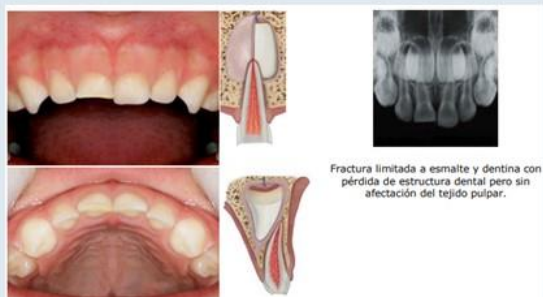 Fractura limitada a esmalte y dentina con
pérdida de estructura dental pero sin
afectación del tejido pulpar.